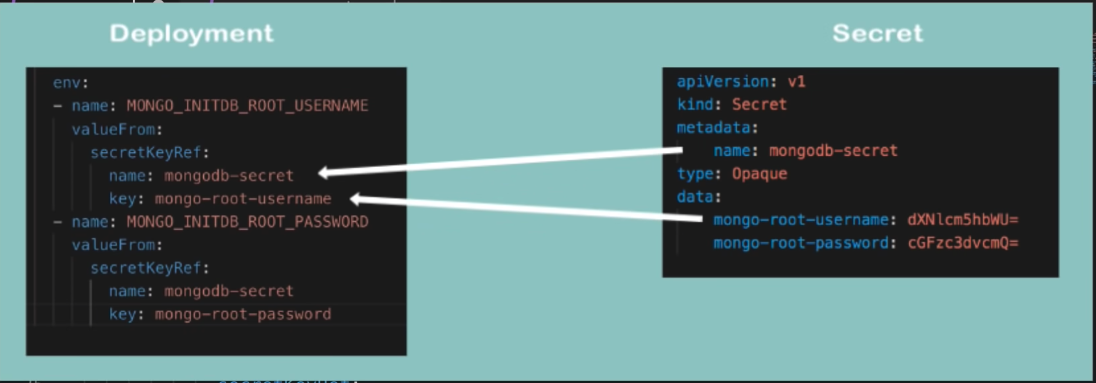 Deployment
env:
- name: MONGO_INITDB_ROOT_USERNAME
valueFrom:
secretKeyRef:
name: mongodb-secret
key: mongo-root-username
- name: MONGO_INITDB_ROOT_PASSWORD
valueFrom:
secretKeyRef:
name: mongodb-secret
key: mongo-root-password
Secret
apiVersion: v1
kind: Secret
metadata:
name: mongodb-secret
type: Opaque
data:
mongo-root-username: dXNlcm5hbWU=
mongo-root-password: cGFzc3dvcmQ=